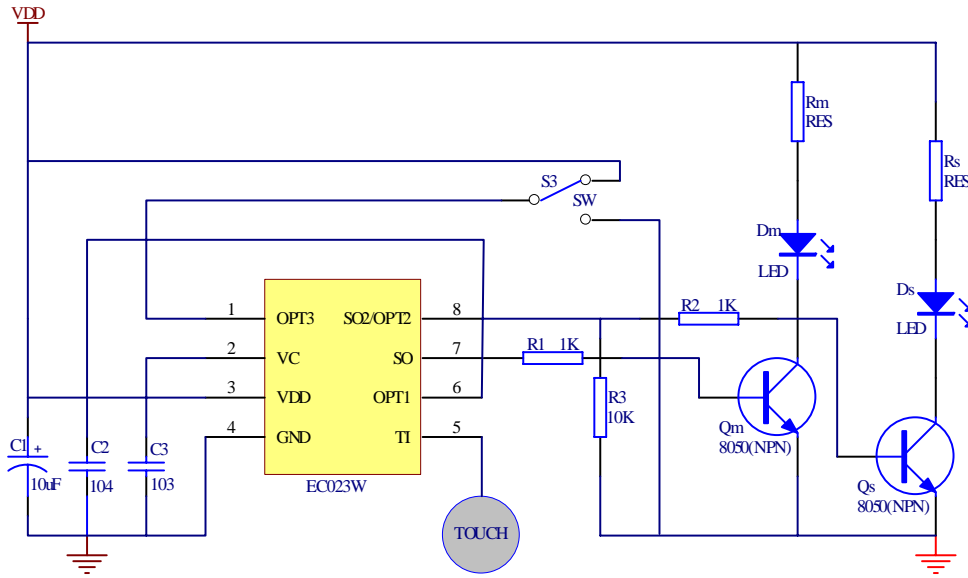 VDD
Rm
RES
Rs
RES
S3
SW
Dm
LED
Ds
LED
1 OPT3 SO2/OPT2 8
2 VC SO 7
3 VDD OPT1 6
4 GND TI 5
EC023W
R2 1K
R1 1K
R3
10K
Qm
8050(NPN)
Qs
8050(NPN)
C1 +
10uF
C2
104
C3
103
TOUCH